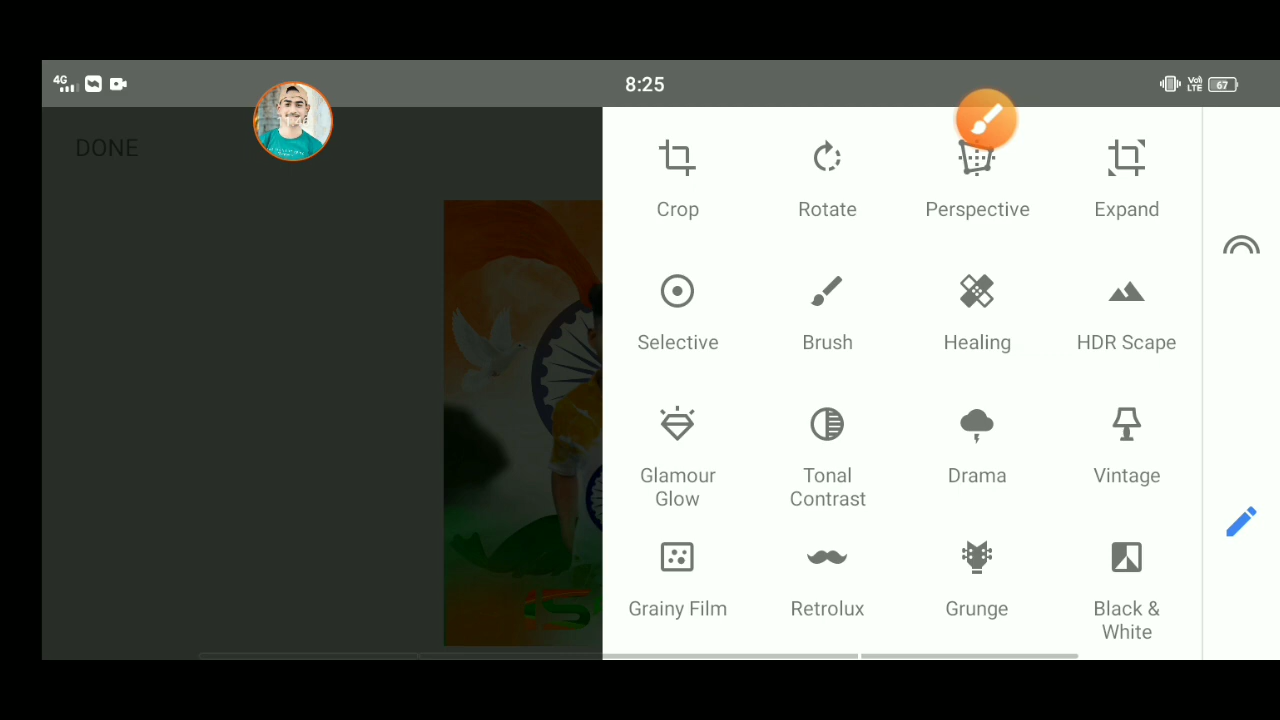 4G 8:25 Vo) LTE 67
DONE
Crop Rotate Perspective Expand
Selective Brush Healing HDR Scape
Glamour Glow Tonal Contrast Drama Vintage
Grainy Film Retrolux Grunge Black & White
15